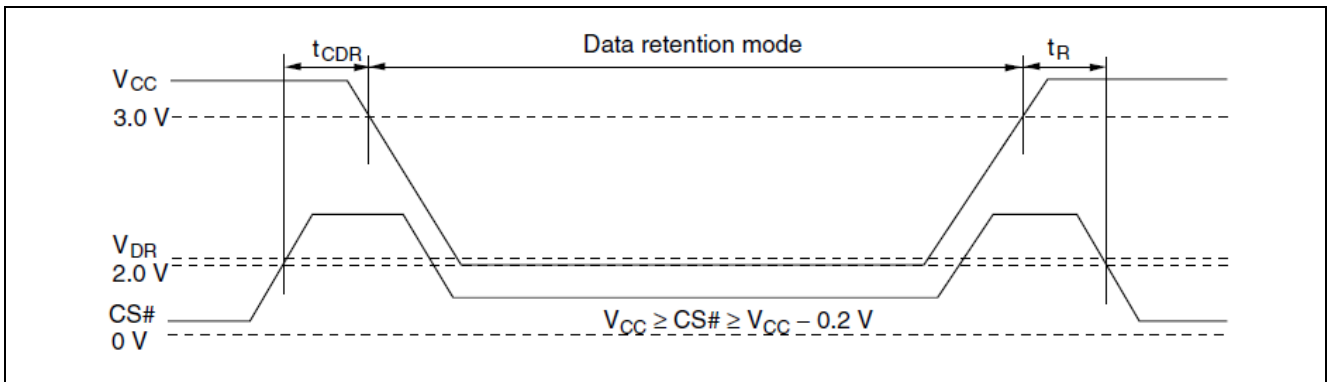 tCDR
Data retention mode
tR
VCC
3.0 V
VDR
2.0 V
CS#
VCC ≥ CS# ≥ VCC – 0.2 V
0 V